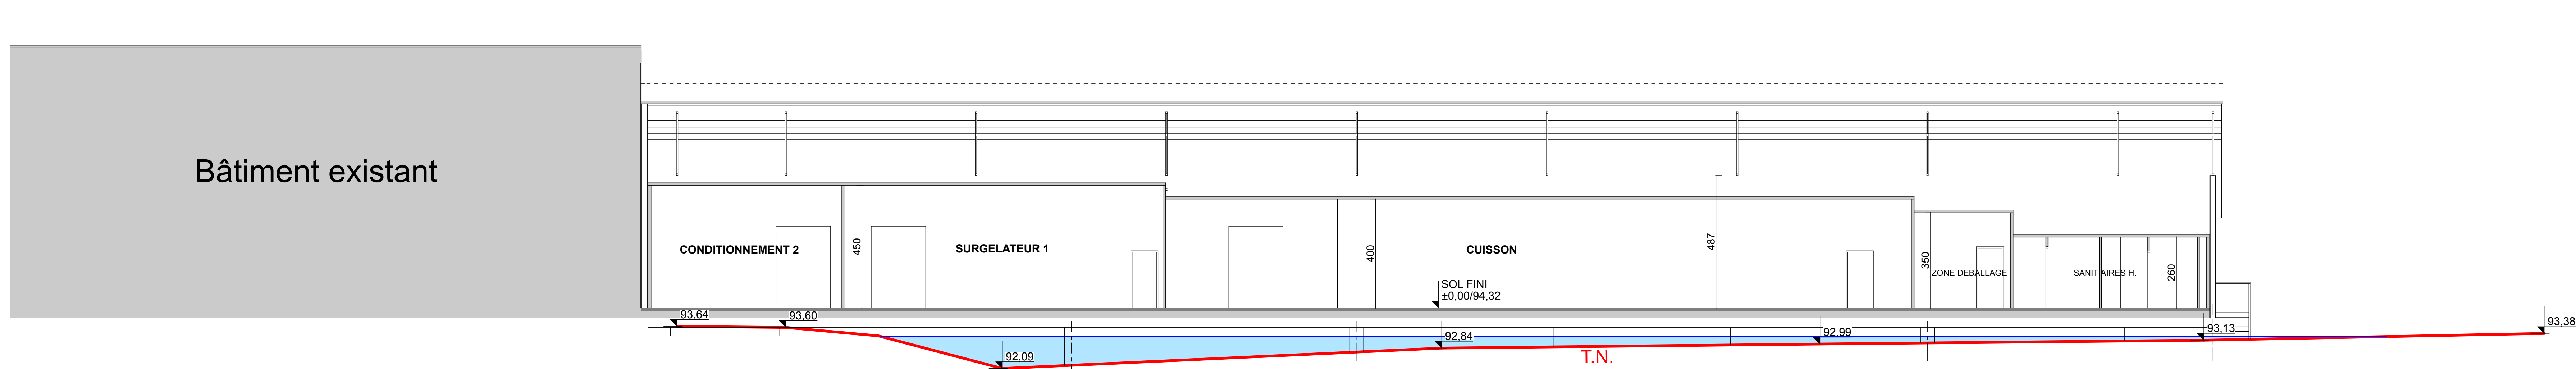 Bâtiment existant
CONDITIONNEMENT 2
450
SURGELATEUR 1
400
CUISSON
487
350
ZONE DEBALLAGE
SANITIAIRES H.
260
SOL FINI
±0,00/94,32
93,64
93,60
92,09
92,84
92,99
93,13
93,38
T.N.